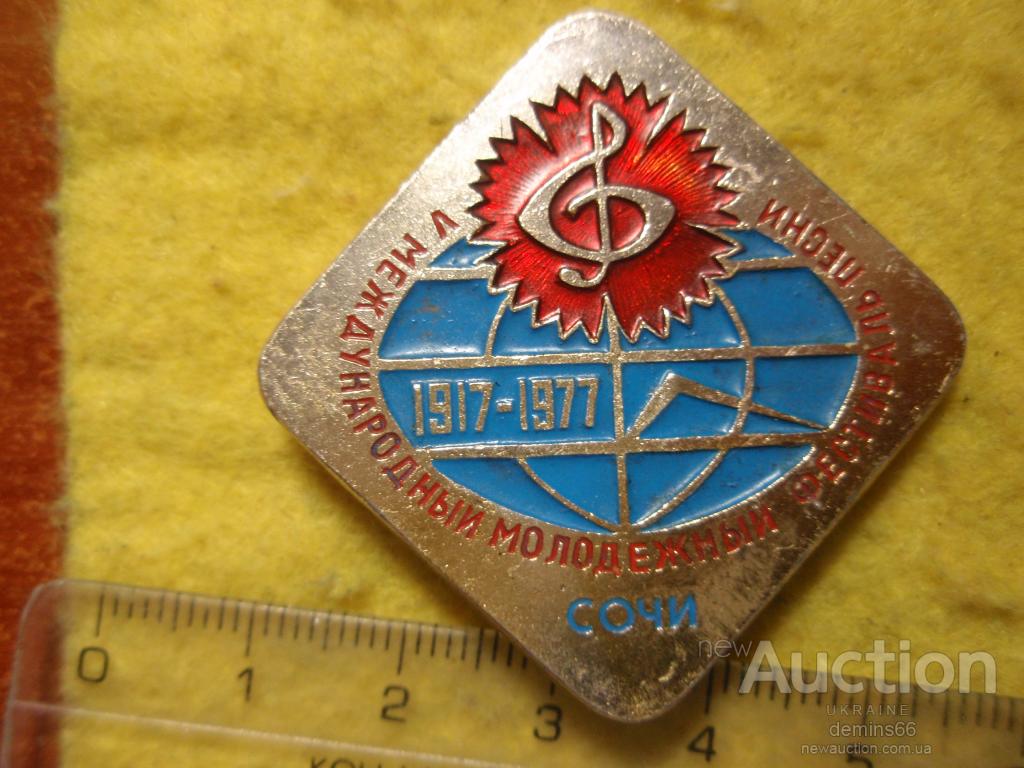 V МЕЖДУНАРОДНЫЙ МОЛОДЕЖНЫЙ ФЕСТИВАЛЬ ПЕСНИ
1917-1977
СОЧИ
0 1 2 3 4 5
new Auction
UKRAINE
demins66
newauction.com.ua